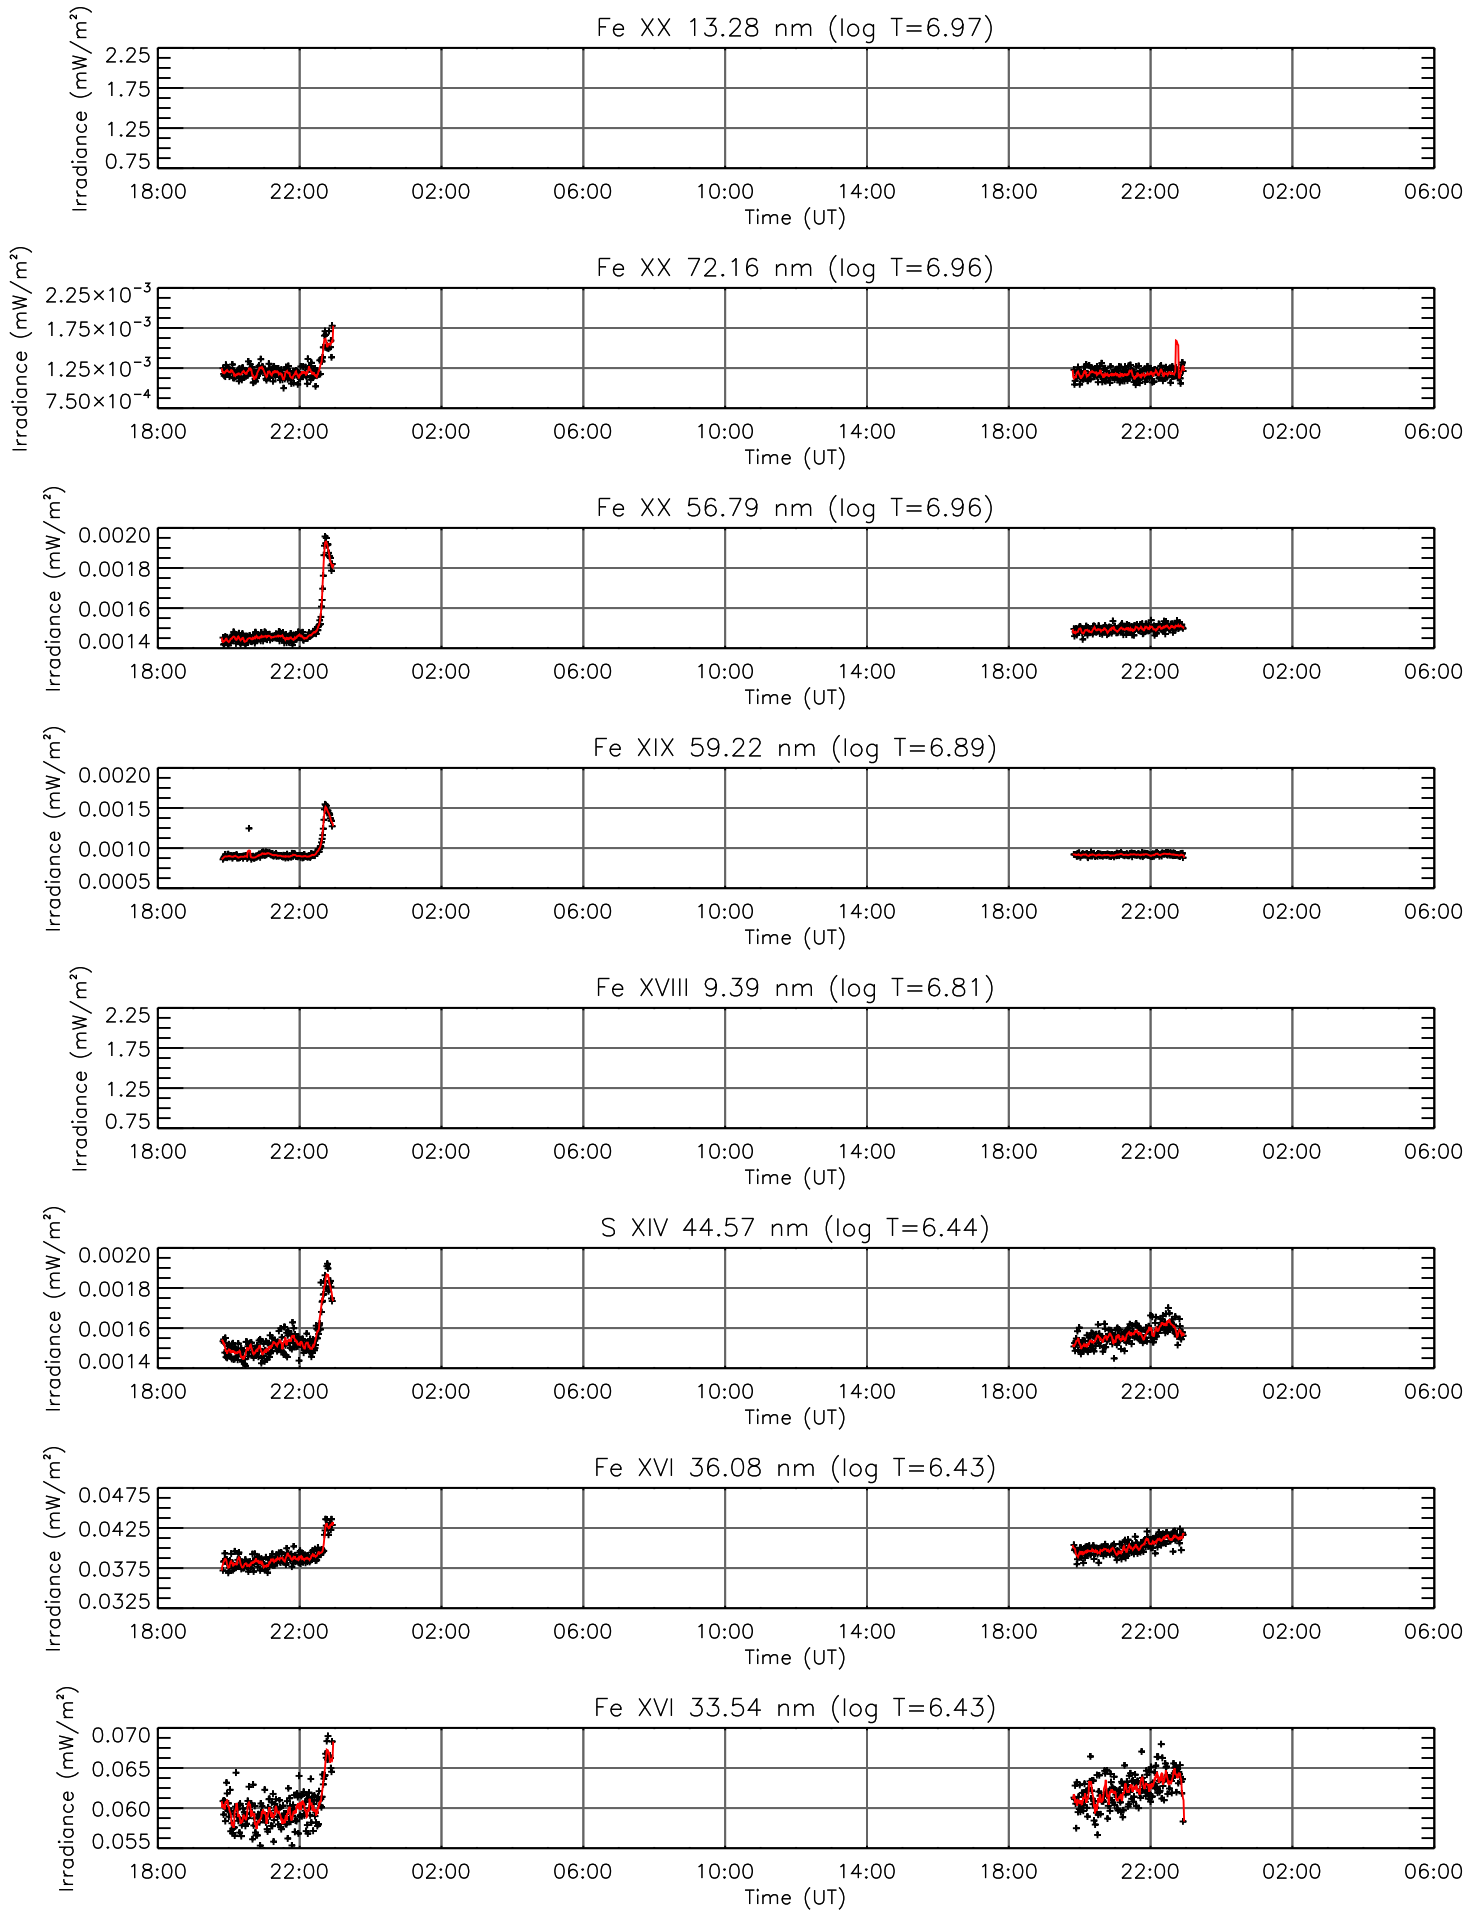 Fe XX 13.28 nm (log T=6.97)
Irradiance (mW/m²)
2.25
1.75
1.25
0.75
18:00 22:00 02:00 06:00 10:00 14:00 18:00 22:00 02:00 06:00
Time (UT)
Fe XX 72.16 nm (log T=6.96)
Irradiance (mW/m²)
2.25×10⁻³
1.75×10⁻³
1.25×10⁻³
7.50×10⁻⁴
18:00 22:00 02:00 06:00 10:00 14:00 18:00 22:00 02:00 06:00
Time (UT)
Fe XX 56.79 nm (log T=6.96)
Irradiance (mW/m²)
0.0020
0.0018
0.0016
0.0014
18:00 22:00 02:00 06:00 10:00 14:00 18:00 22:00 02:00 06:00
Time (UT)
Fe XIX 59.22 nm (log T=6.89)
Irradiance (mW/m²)
0.0020
0.0015
0.0010
0.0005
18:00 22:00 02:00 06:00 10:00 14:00 18:00 22:00 02:00 06:00
Time (UT)
Fe XVIII 9.39 nm (log T=6.81)
Irradiance (mW/m²)
2.25
1.75
1.25
0.75
18:00 22:00 02:00 06:00 10:00 14:00 18:00 22:00 02:00 06:00
Time (UT)
S XIV 44.57 nm (log T=6.44)
Irradiance (mW/m²)
0.0020
0.0018
0.0016
0.0014
18:00 22:00 02:00 06:00 10:00 14:00 18:00 22:00 02:00 06:00
Time (UT)
Fe XVI 36.08 nm (log T=6.43)
Irradiance (mW/m²)
0.0475
0.0425
0.0375
0.0325
18:00 22:00 02:00 06:00 10:00 14:00 18:00 22:00 02:00 06:00
Time (UT)
Fe XVI 33.54 nm (log T=6.43)
Irradiance (mW/m²)
0.070
0.065
0.060
0.055
18:00 22:00 02:00 06:00 10:00 14:00 18:00 22:00 02:00 06:00
Time (UT)